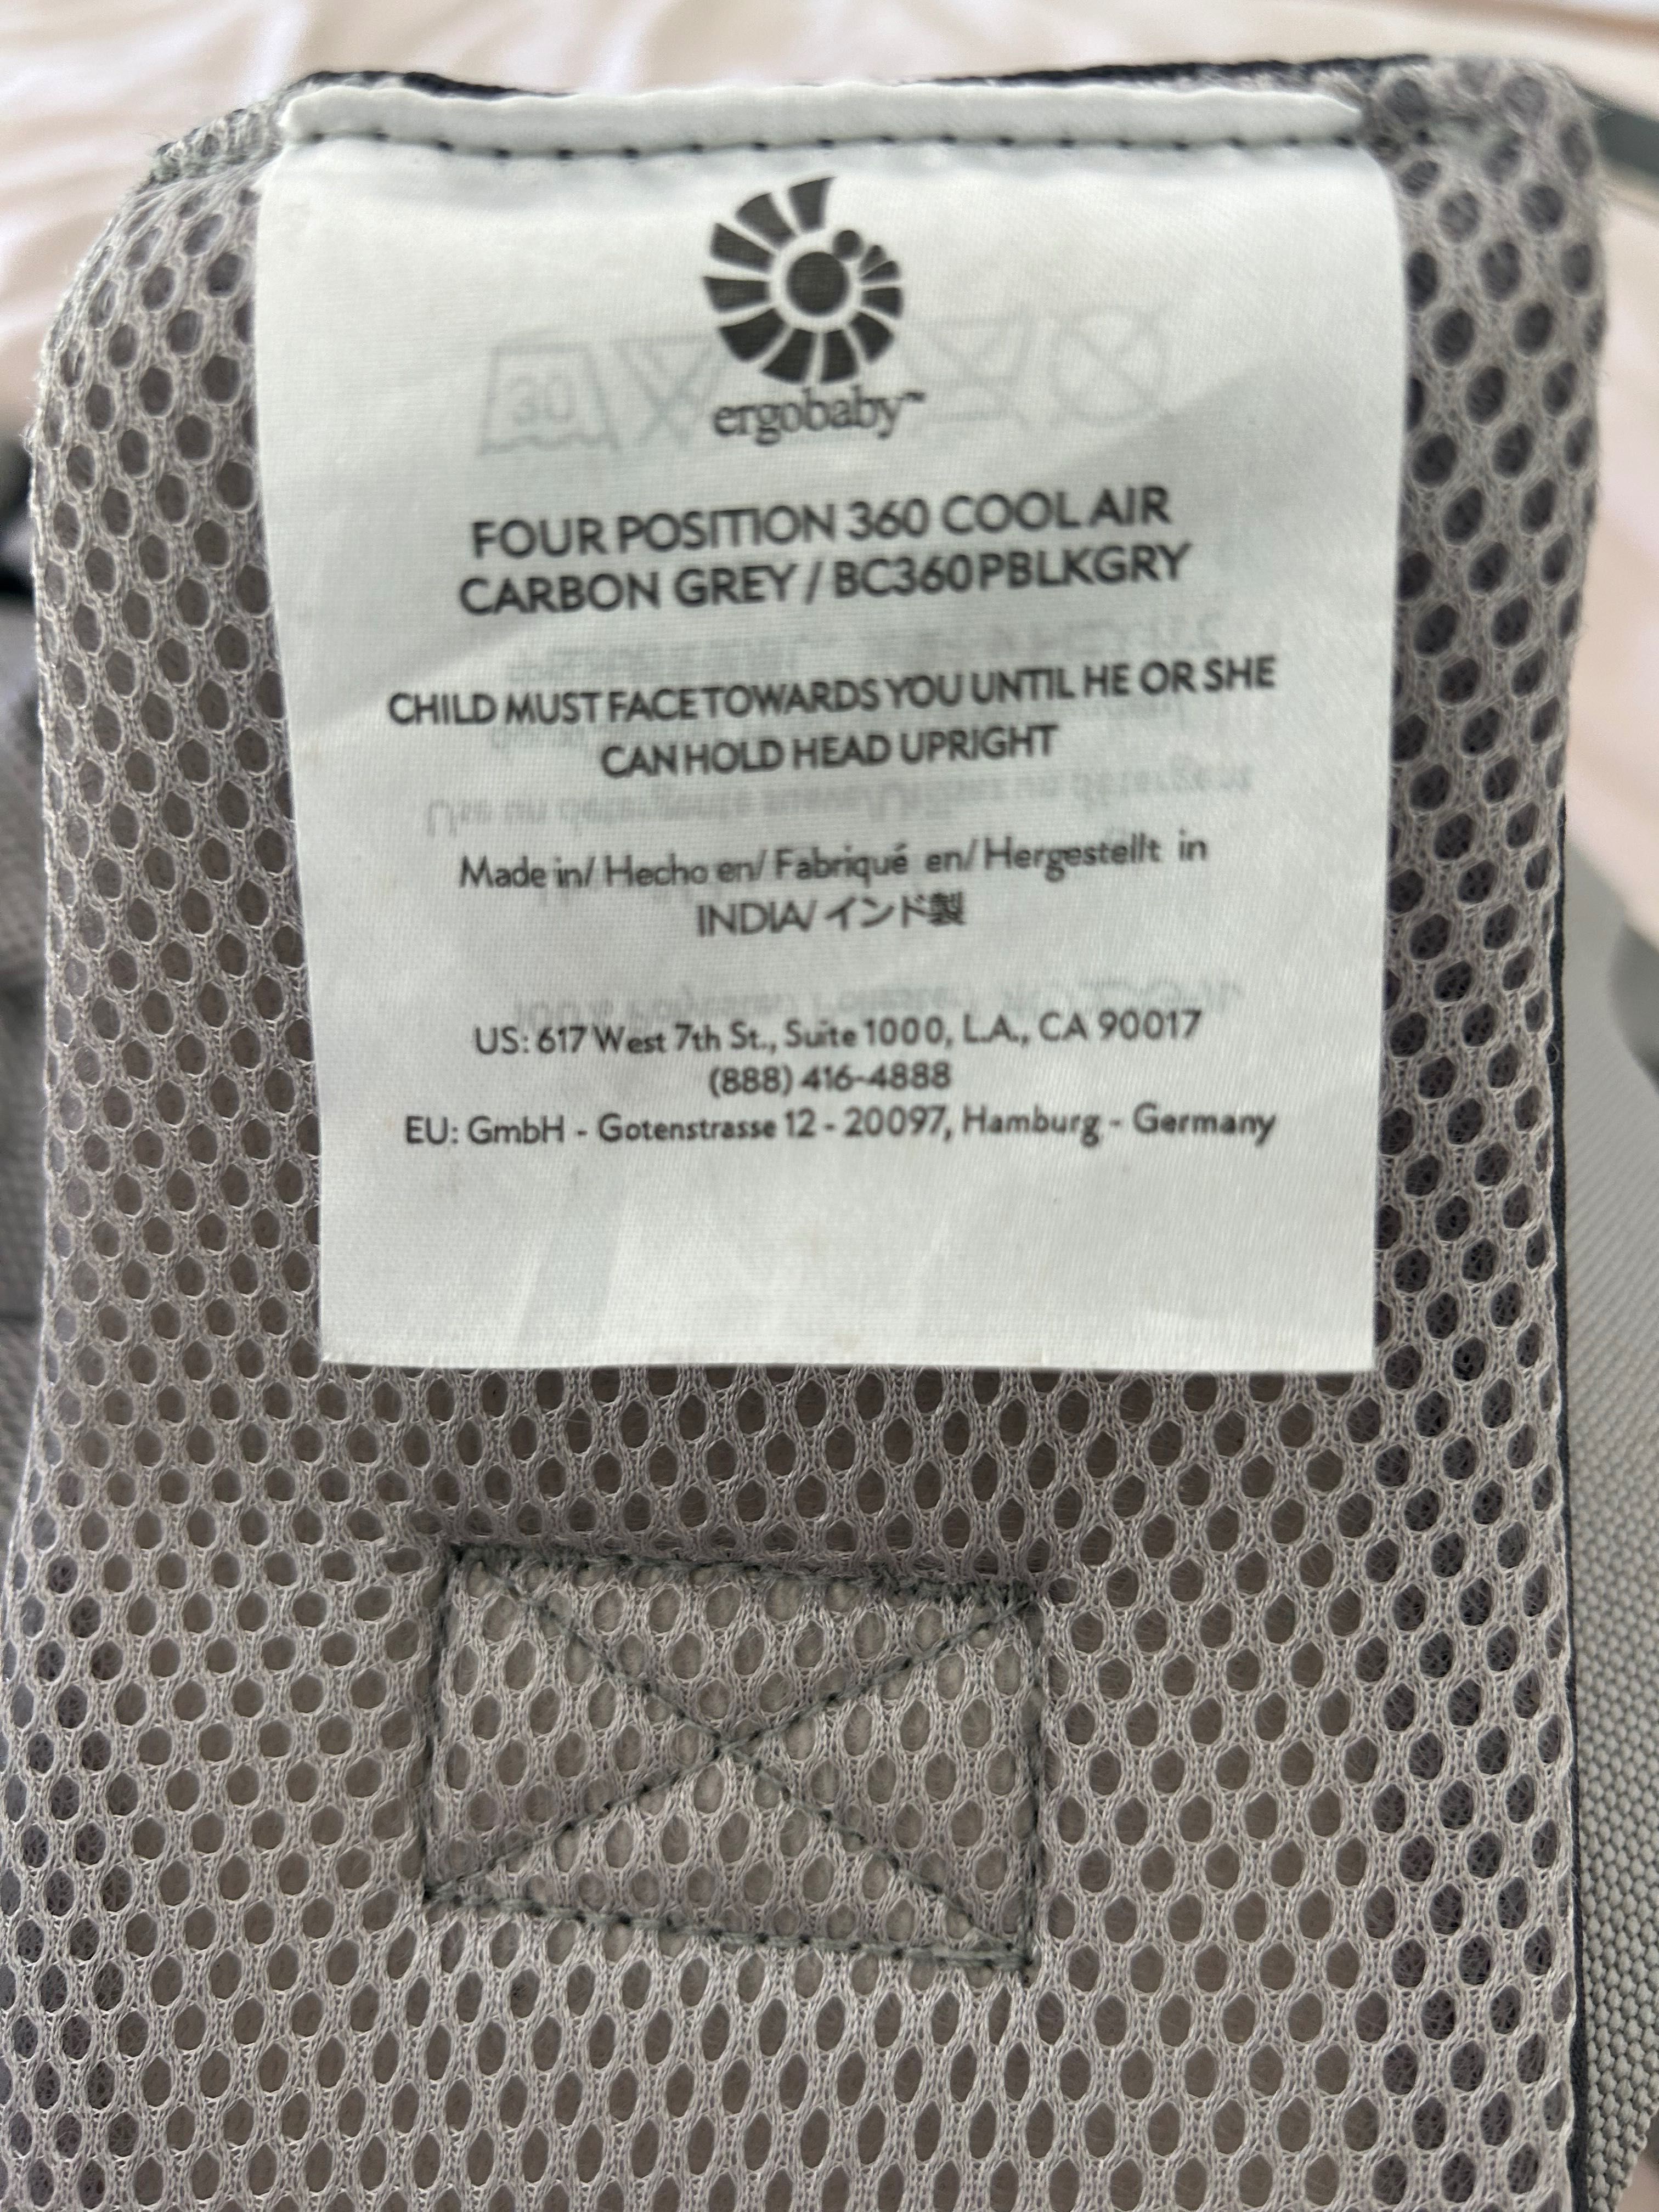 30
ergobaby™
FOUR POSITION 360 COOL AIR
CARBON GREY / BC360PBLKGRY
CHILD MUST FACE TOWARDS YOU UNTIL HE OR SHE
CAN HOLD HEAD UPRIGHT
Made in/ Hecho en/ Fabriqué en/ Hergestellt in
INDIA/ インド製
US: 617 West 7th St., Suite 1000, L.A., CA 90017
(888) 416-4888
EU: GmbH - Gotenstrasse 12 - 20097, Hamburg - Germany